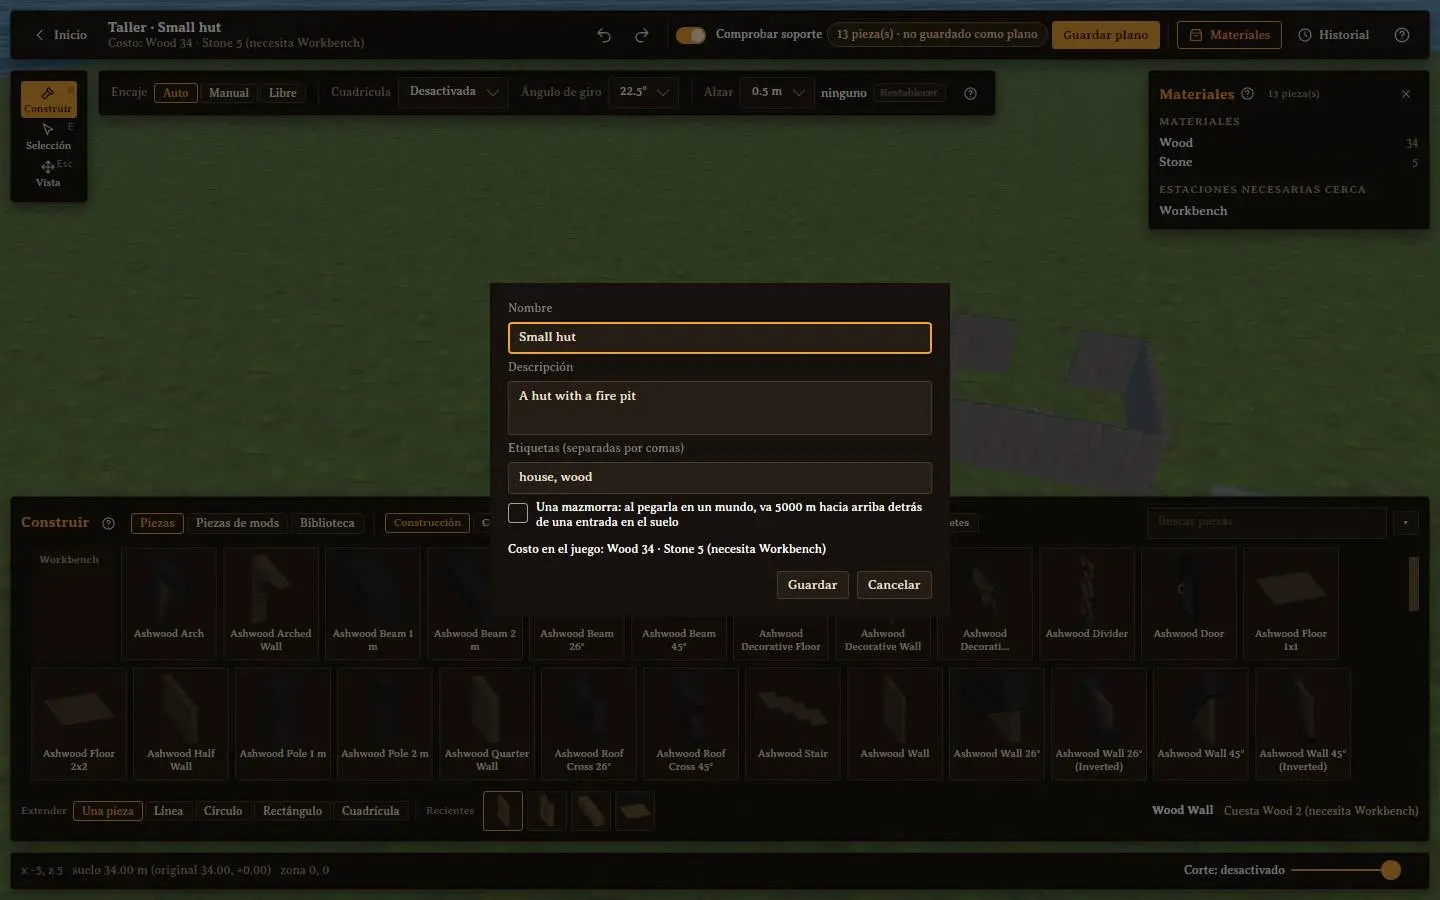 Inicio
Taller · Small hut
Costo: Wood 34 · Stone 5 (necesita Workbench)
Comprobar soporte
13 pieza(s) · no guardado como plano
Guardar plano
Materiales
Historial
Construir
Selección
E
Vista
Esc
Encaje
Auto
Manual
Libre
Cuadrícula
Desactivada
Ángulo de giro
22.5°
Alzar
0.5 m
ninguno
Restablecer
Materiales
13 pieza(s)
MATERIALES
Wood 34
Stone 5
ESTACIONES NECESARIAS CERCA
Workbench
Nombre
Small hut
Descripción
A hut with a fire pit
Etiquetas (separadas por comas)
house, wood
Una mazmorra: al pegarla en un mundo, va 5000 m hacia arriba detrás
de una entrada en el suelo
Costo en el juego: Wood 34 · Stone 5 (necesita Workbench)
Guardar
Cancelar
Construir
Piezas
Piezas de mods
Biblioteca
Construcción
Buscar piezas
Workbench
Ashwood Arch
Ashwood Arched
Wall
Ashwood Beam 1
m
Ashwood Beam 2
m
Ashwood Beam
26°
Ashwood Beam
45°
Ashwood
Decorative Floor
Ashwood
Decorative Wall
Ashwood
Decorati...
Ashwood Divider
Ashwood Door
Ashwood Floor
1x1
Ashwood Floor
2x2
Ashwood Half
Wall
Ashwood Pole 1 m
Ashwood Pole 2 m
Ashwood Quarter
Wall
Ashwood Roof
Cross 26°
Ashwood Roof
Cross 45°
Ashwood Stair
Ashwood Wall
Ashwood Wall 26°
Ashwood Wall 26°
(Inverted)
Ashwood Wall 45°
Ashwood Wall 45°
(Inverted)
Extender
Una pieza
Línea
Círculo
Rectángulo
Cuadrícula
Recientes
Wood Wall
Cuesta Wood 2 (necesita Workbench)
x -5, z 5 suelo 34.00 m (original 34.00, +0.00) zona 0, 0
Corte: desactivado